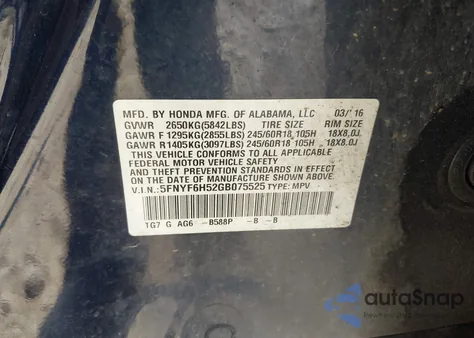 MFD. BY HONDA MFG. OF ALABAMA, LLC 03/'16
GVWR 2650KG(5842LBS) TIRE SIZE RIM SIZE
GAWR F 1295KG(2855LBS) 245/60R18 105H 18X8.0J
GAWR R 1405KG(3097LBS) 245/60R18 105H 18X8.0J
THIS VEHICLE CONFORMS TO ALL APPLICABLE
FEDERAL MOTOR VEHICLE SAFETY AND
THEFT PREVENTION STANDARDS IN EFFECT ON
THE DATE OF MANUFACTURE SHOWN ABOVE.
V.I.N.: 5FNYF6H52GB075525 TYPE: MPV
TG7 G AG6 -B588P -B -B
autoSnap